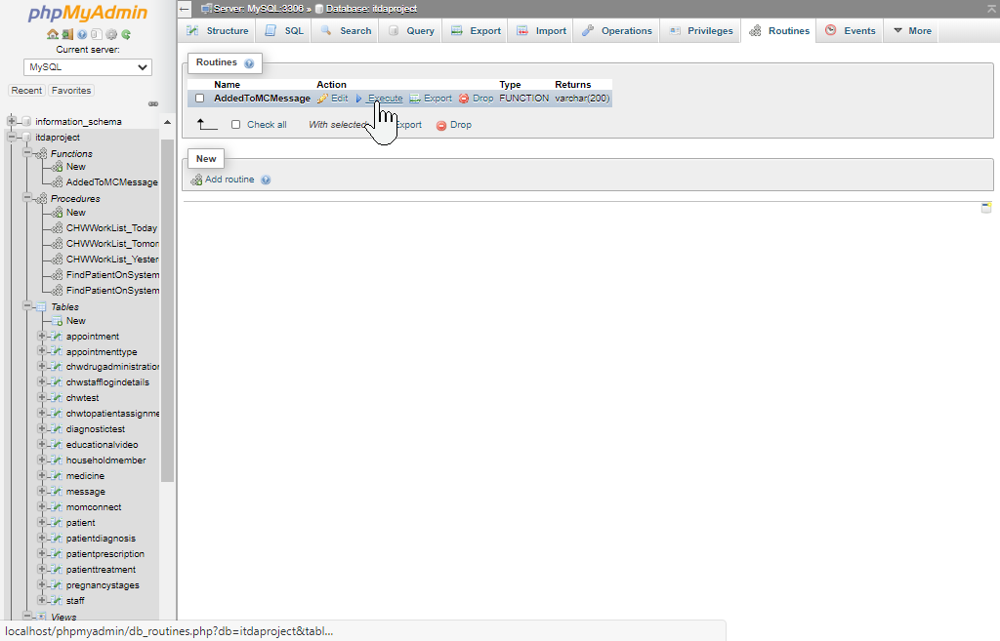 phpMyAdmin
Current server:
MySQL
Recent Favorites
information_schema
itdaproject
Functions
New
AddedToMCMessage
Procedures
New
CHWWorkList_Today
CHWWorkList_Tomor
CHWWorkList_Yester
FindPatientOnSystem
FindPatientOnSystem
Tables
New
appointment
appointmenttype
chwdrugadministration
chwstafflogindetails
chwtest
chwtopatientassignme
diagnostictest
educationalvideo
householdmember
medicine
message
momconnect
patient
patientdiagnosis
patientprescription
patienttreatment
pregnancystages
staff
Views
Server: MySQL:3306 » Database: itdaproject
Structure SQL Search Query Export Import Operations Privileges Routines Events More
Routines
Name Action Type Returns
AddedToMCMessage Edit Execute Export Drop FUNCTION varchar(200)
Check all With selected Export Drop
New
Add routine
localhost/phpmyadmin/db_routines.php?db=itdaproject&tabl...